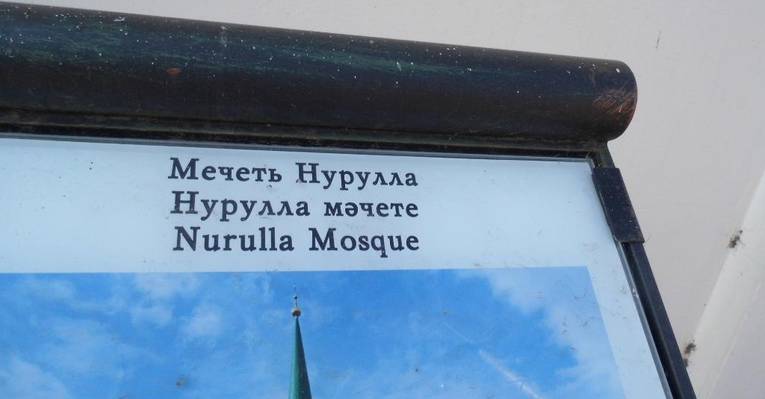 Мечеть Нурулла
Нурулла мәчете
Nurulla Mosque